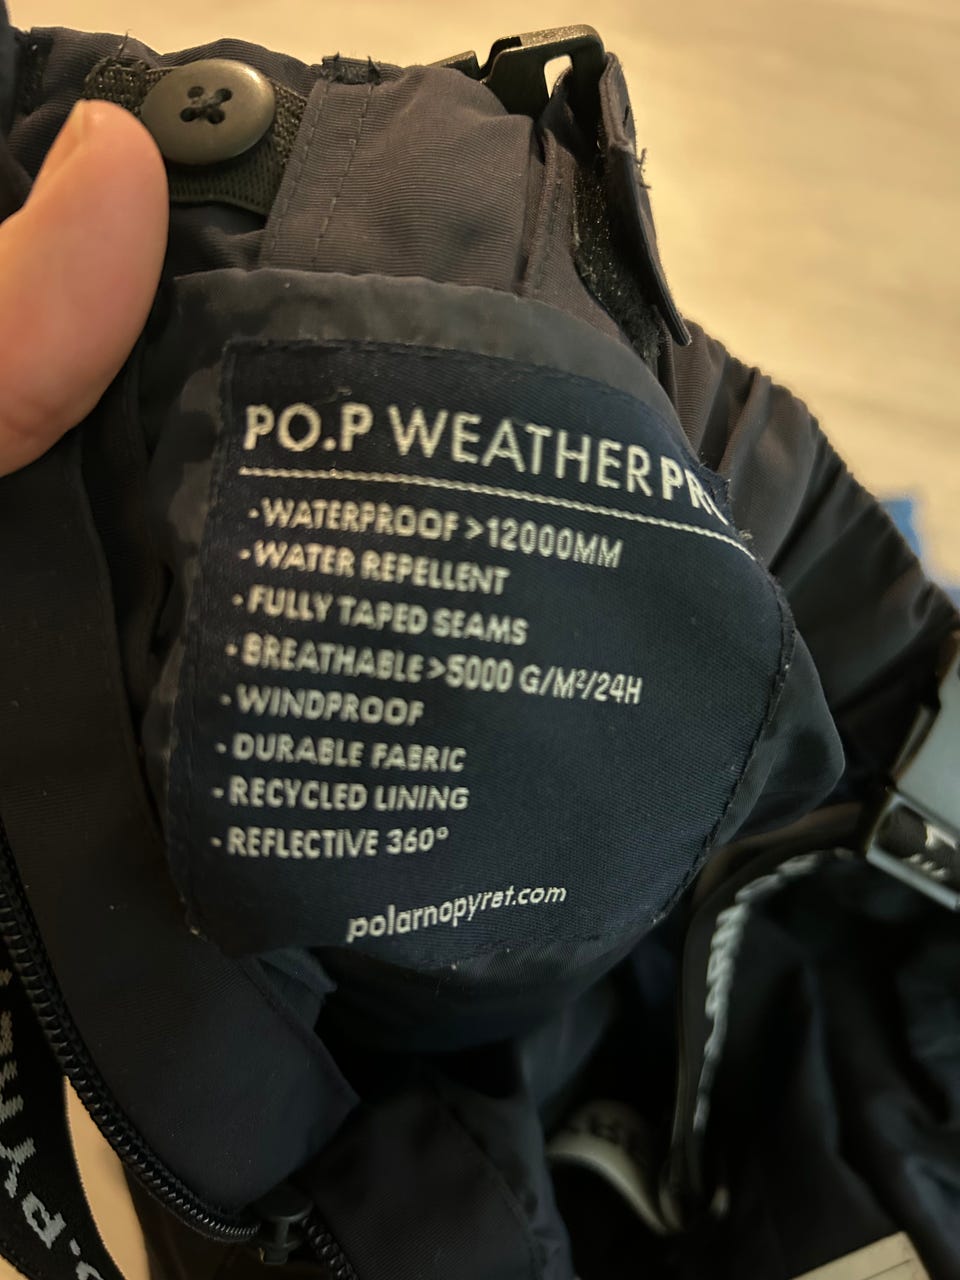 PO.P WEATHER PRO
·WATERPROOF >12000MM
·WATER REPELLENT
·FULLY TAPED SEAMS
·BREATHABLE >5000 G/M²/24H
·WINDPROOF
·DURABLE FABRIC
·RECYCLED LINING
·REFLECTIVE 360°
polarnopyret.com